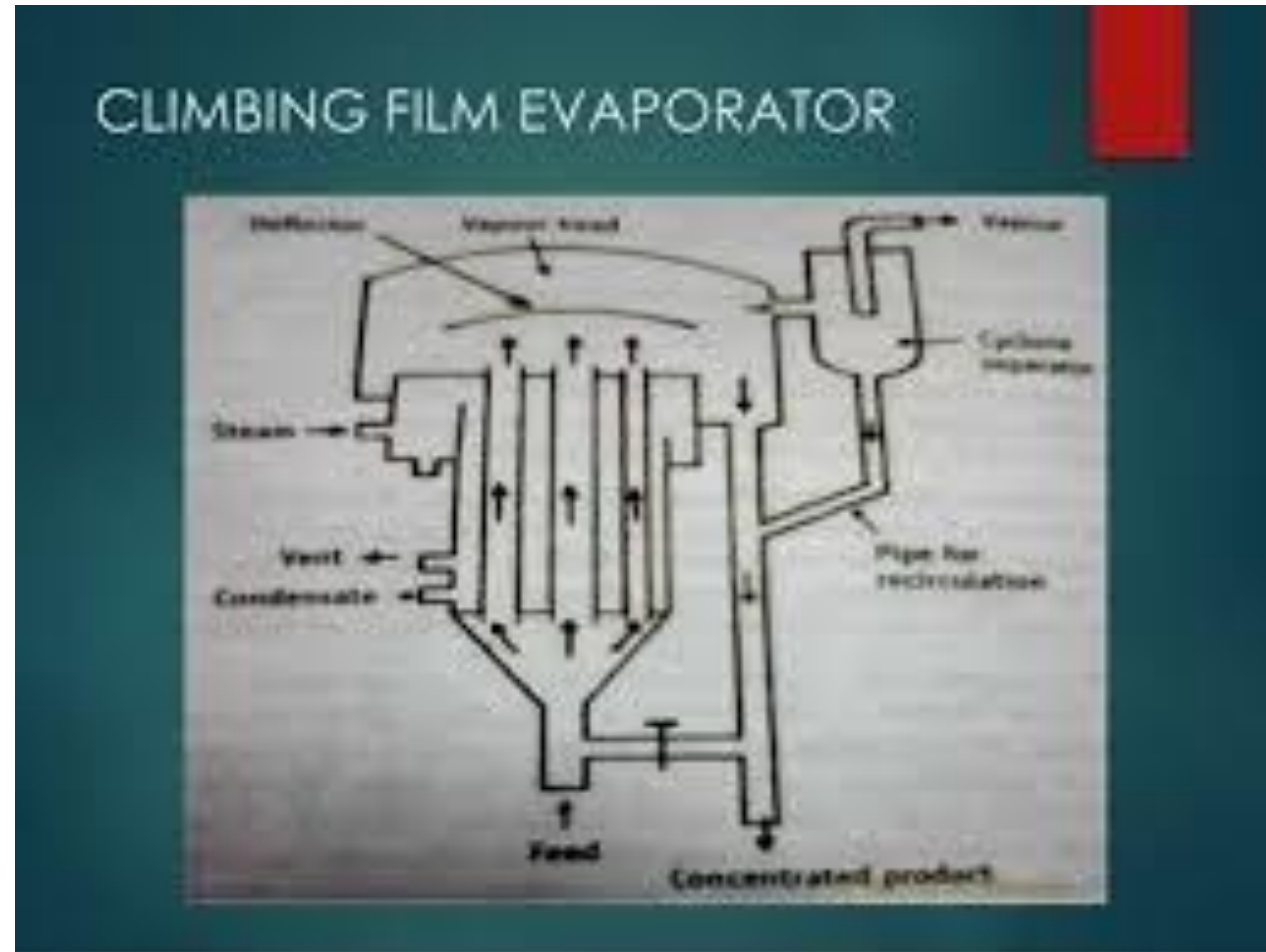 CLIMBING FILM EVAPORATOR
Deflector
Vapour head
Vapour
Cyclone
separator
Steam
Vent
Condensate
Pipe for
recirculation
Feed
Concentrated product